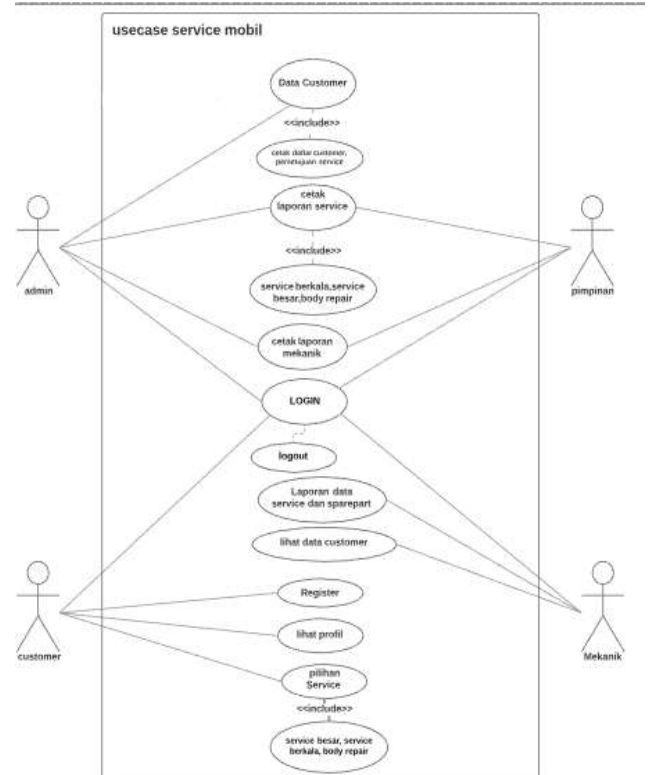 usecase service mobil
Data Customer
<<include>>
cetak daftar customer,
persetujuan service
cetak
laporan service
<<include>>
admin
pimpinan
service berkala,service
besar,body repair
cetak laporan
mekanik
LOGIN
logout
Laporan data
service dan sparepart
lihat data customer
Register
lihat profil
customer
Mekanik
pilihan
Service
<<include>>
service besar, service
berkala, body repair